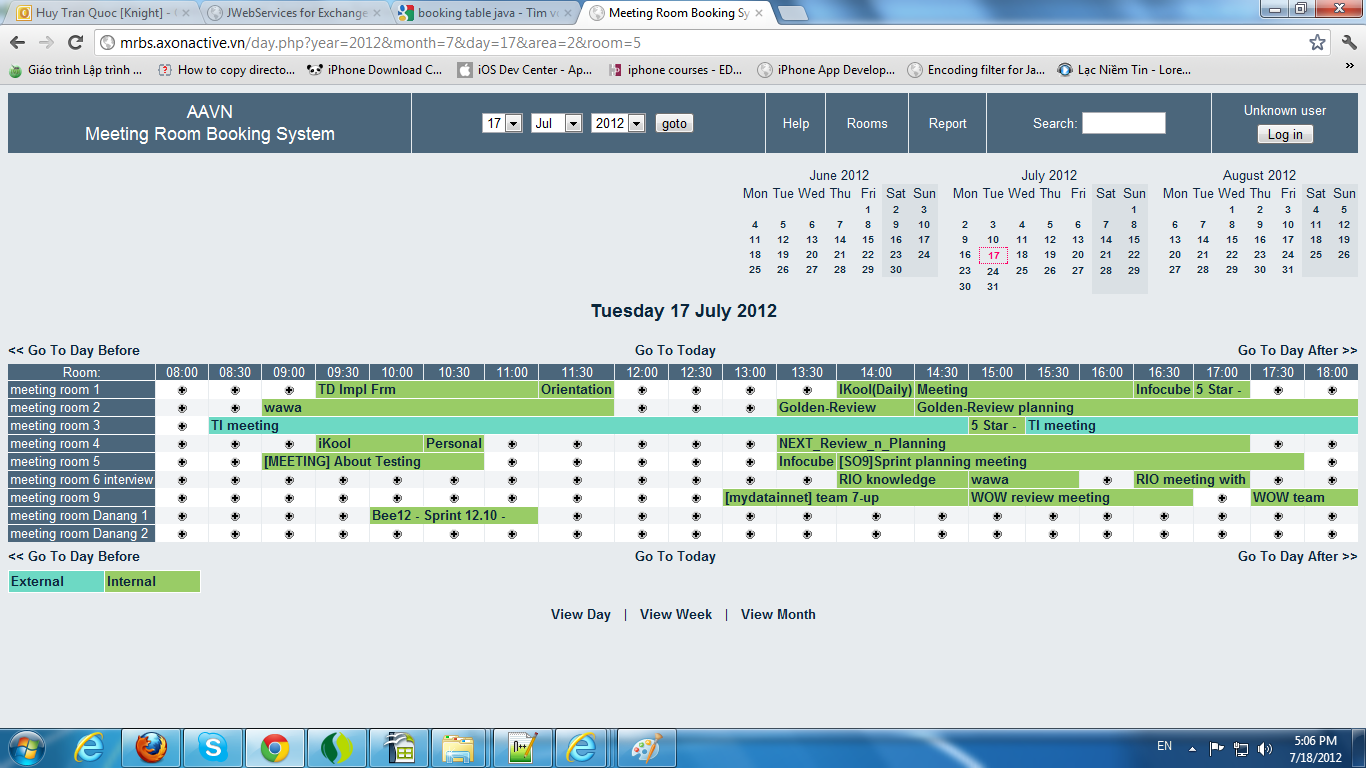 Huy Tran Quoc [Knight] -
JWebServices for Exchange
booking table java - Tìm v
Meeting Room Booking Sy
mrbs.axonactive.vn/day.php?year=2012&month=7&day=17&area=2&room=5
Giáo trình Lập trình ... How to copy directo... iPhone Download C... iOS Dev Center - Ap... iphone courses - ED... iPhone App Develop... Encoding filter for Ja... Lạc Niềm Tin - Lore... »
AAVN
Meeting Room Booking System
17 Jul 2012 goto
Help Rooms Report Search:
Unknown user
Log in
June 2012 July 2012 August 2012
Mon Tue Wed Thu Fri Sat Sun Mon Tue Wed Thu Fri Sat Sun Mon Tue Wed Thu Fri Sat Sun
1 2 3 1 1 2 3 4 5
4 5 6 7 8 9 10 2 3 4 5 6 7 8 6 7 8 9 10 11 12
11 12 13 14 15 16 17 9 10 11 12 13 14 15 13 14 15 16 17 18 19
18 19 20 21 22 23 24 16 17 18 19 20 21 22 20 21 22 23 24 25 26
25 26 27 28 29 30 23 24 25 26 27 28 29 27 28 29 30 31
30 31
Tuesday 17 July 2012
<< Go To Day Before Go To Today Go To Day After >>
Room: 08:00 08:30 09:00 09:30 10:00 10:30 11:00 11:30 12:00 12:30 13:00 13:30 14:00 14:30 15:00 15:30 16:00 16:30 17:00 17:30 18:00
meeting room 1 TD Impl Frm Orientation IKool(Daily) Meeting Infocube 5 Star -
meeting room 2 wawa Golden-Review Golden-Review planning
meeting room 3 TI meeting 5 Star - TI meeting
meeting room 4 iKool Personal NEXT_Review_n_Planning
meeting room 5 [MEETING] About Testing Infocube [SO9]Sprint planning meeting
meeting room 6 interview RIO knowledge wawa RIO meeting with
meeting room 9 [mydatainnet] team 7-up WOW review meeting WOW team
meeting room Danang 1 Bee12 - Sprint 12.10 -
meeting room Danang 2
<< Go To Day Before Go To Today Go To Day After >>
External Internal
View Day | View Week | View Month
EN
5:06 PM
7/18/2012